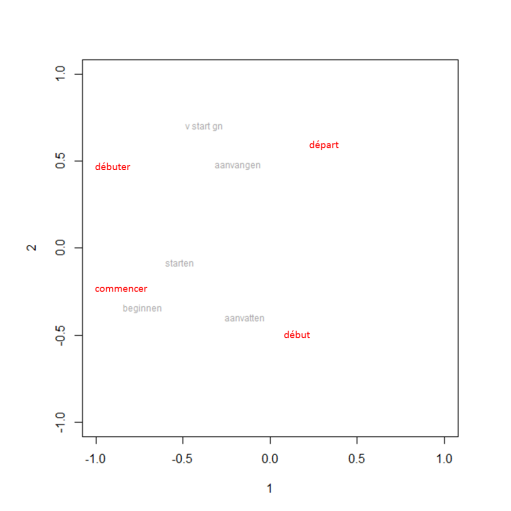 1.0
v start gn
départ
0.5
débuter
aanvangen
2
0.0
starten
commencer
beginnen
aanvatten
-0.5
début
-1.0
-1.0 -0.5 0.0 0.5 1.0
1